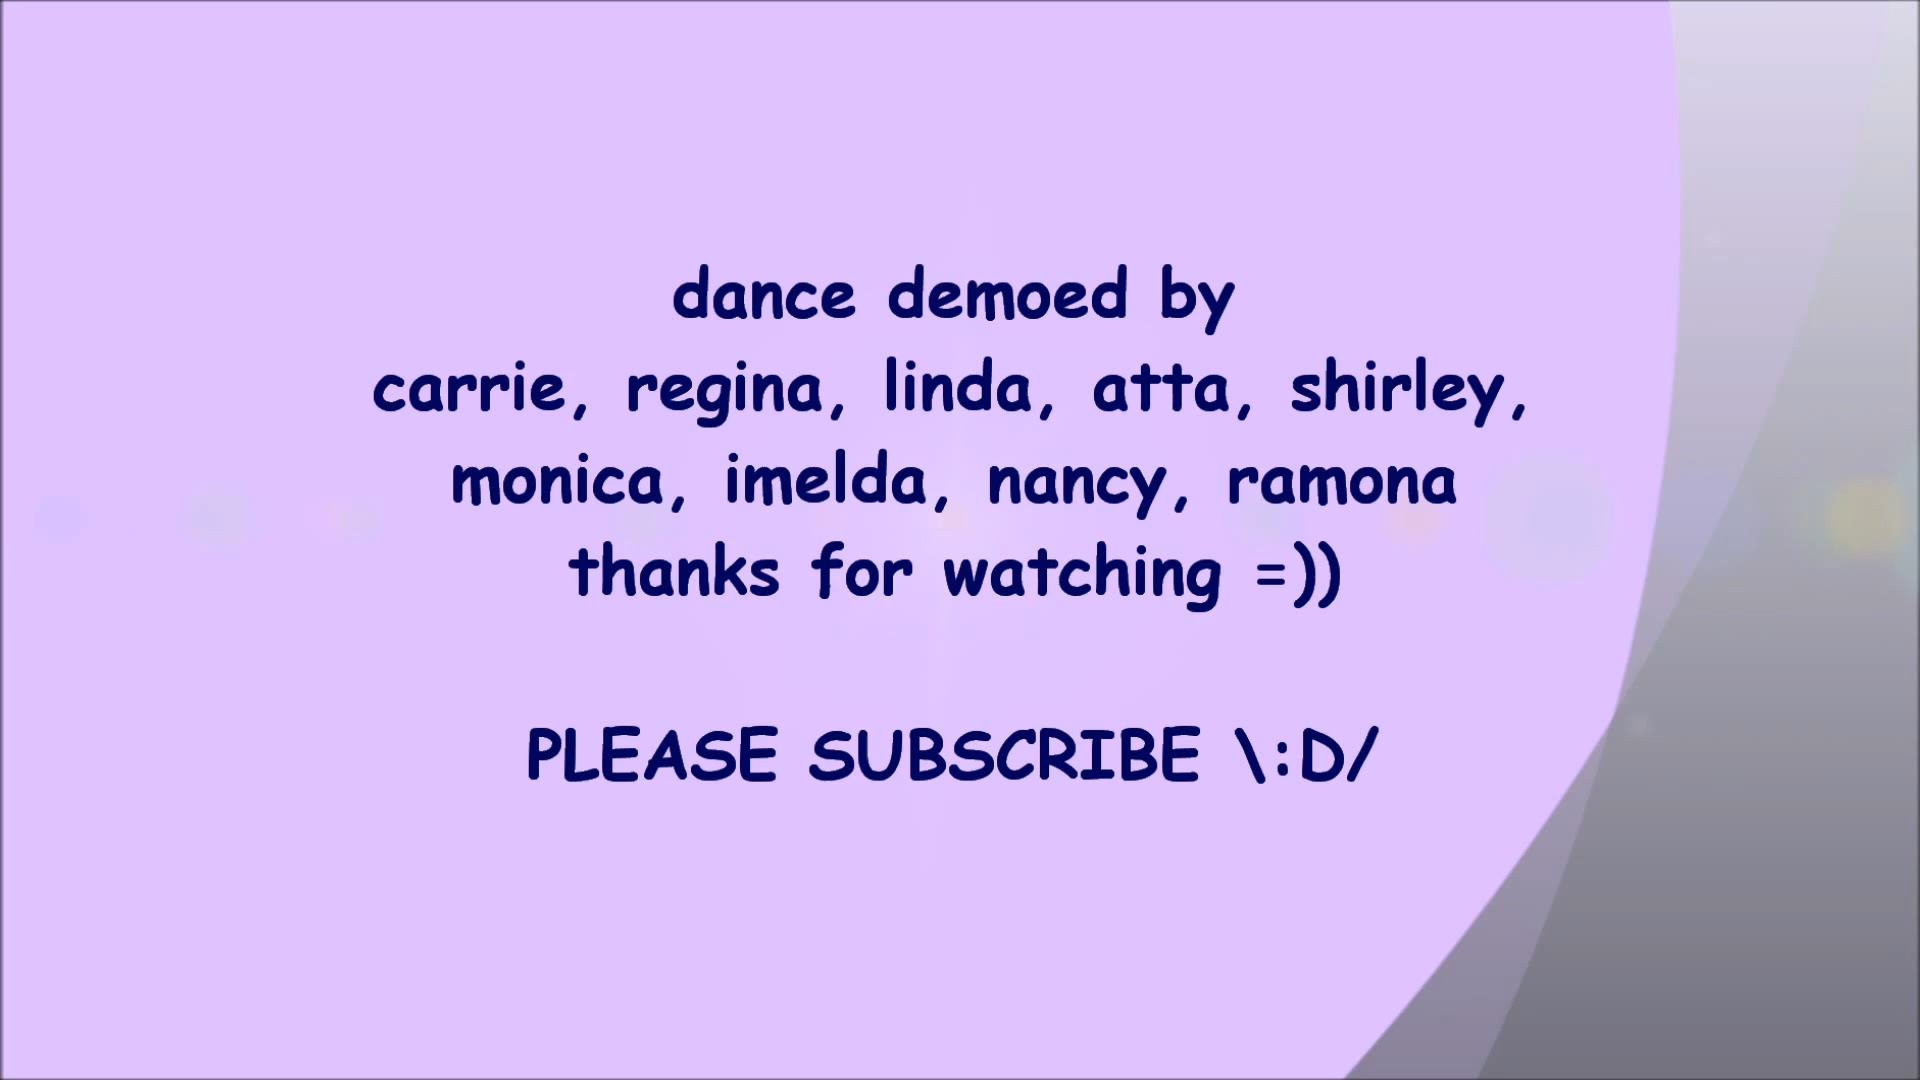 dance demoed by
carrie, regina, linda, atta, shirley,
monica, imelda, nancy, ramona
thanks for watching =))
PLEASE SUBSCRIBE \:D/